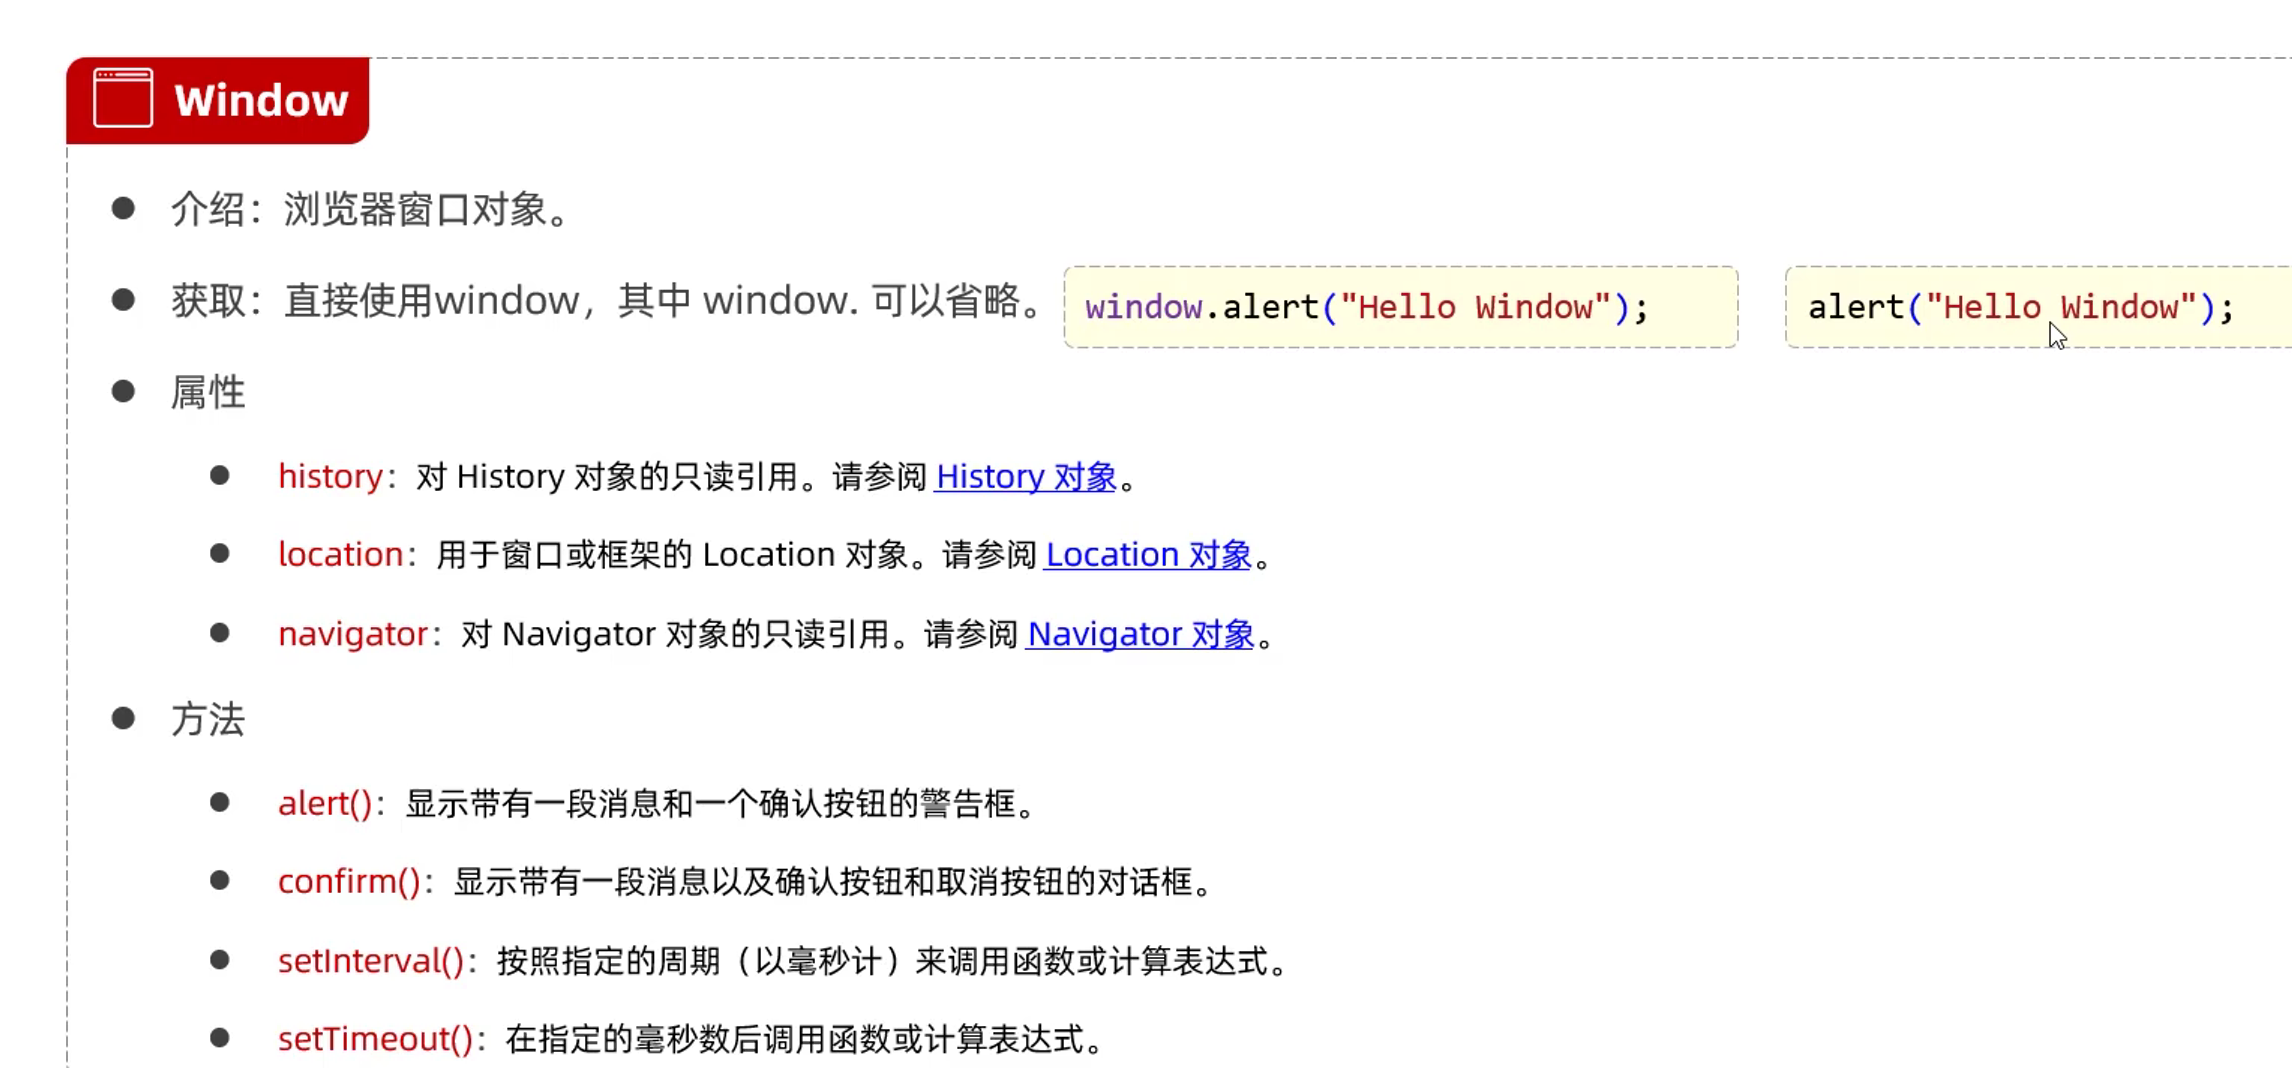 Window
介绍：浏览器窗口对象。
获取：直接使用window，其中 window. 可以省略。 window.alert("Hello Window"); alert("Hello Window");
属性
history：对 History 对象的只读引用。请参阅 History 对象。
location：用于窗口或框架的 Location 对象。请参阅 Location 对象。
navigator：对 Navigator 对象的只读引用。请参阅 Navigator 对象。
方法
alert()：显示带有一段消息和一个确认按钮的警告框。
confirm()：显示带有一段消息以及确认按钮和取消按钮的对话框。
setInterval()：按照指定的周期（以毫秒计）来调用函数或计算表达式。
setTimeout()：在指定的毫秒数后调用函数或计算表达式。